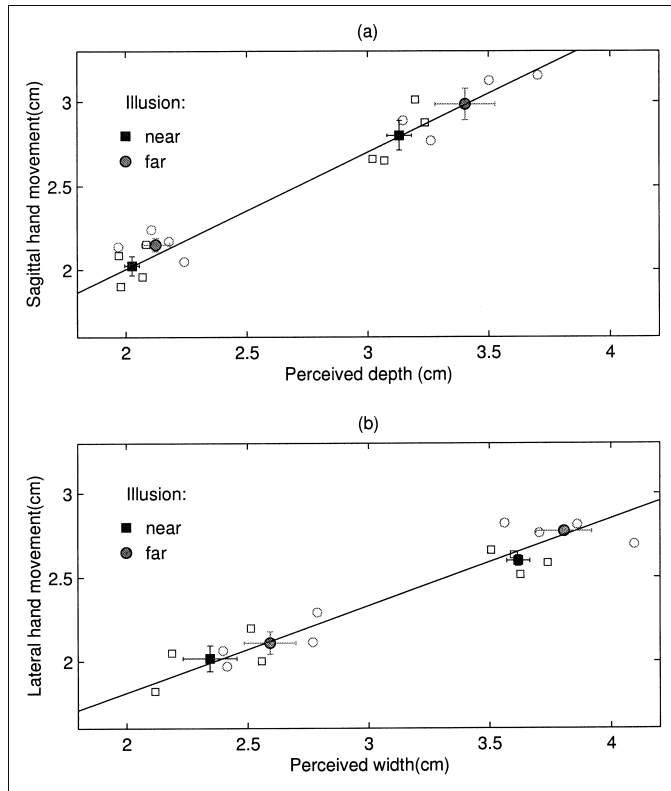 (a)
Sagittal hand movement(cm)
3
2.5
2
Illusion:
near
far
2
2.5
3
3.5
4
Perceived depth (cm)
(b)
Lateral hand movement(cm)
3
2.5
2
Illusion:
near
far
2
2.5
3
3.5
4
Perceived width(cm)